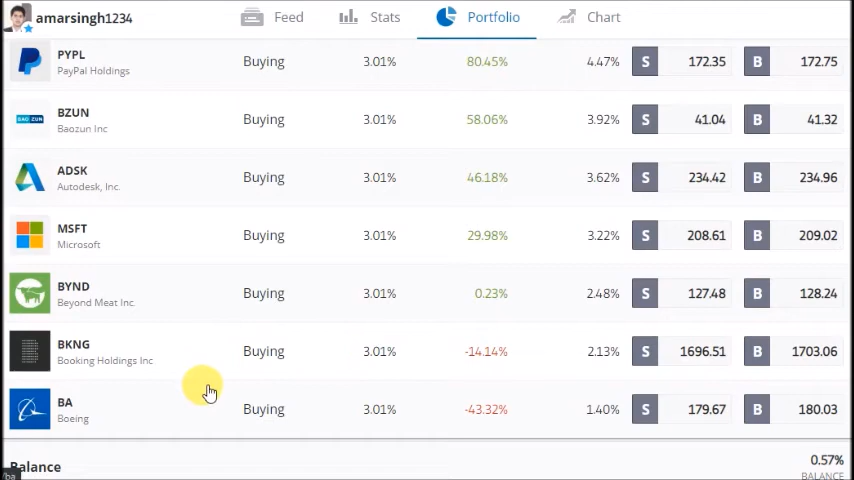 amarsingh1234 Feed Stats Portfolio Chart
PYPL
PayPal Holdings
Buying 3.01% 80.45% 4.47% S 172.35 B 172.75
BAO ZUN
BZUN
Baozun Inc
Buying 3.01% 58.06% 3.92% S 41.04 B 41.32
ADSK
Autodesk, Inc.
Buying 3.01% 46.18% 3.62% S 234.42 B 234.96
MSFT
Microsoft
Buying 3.01% 29.98% 3.22% S 208.61 B 209.02
BYND
Beyond Meat Inc.
Buying 3.01% 0.23% 2.48% S 127.48 B 128.24
BKNG
Booking Holdings Inc
Buying 3.01% -14.14% 2.13% S 1696.51 B 1703.06
BA
Boeing
Buying 3.01% -43.32% 1.40% S 179.67 B 180.03
Balance 0.57%
/ba BALANCE